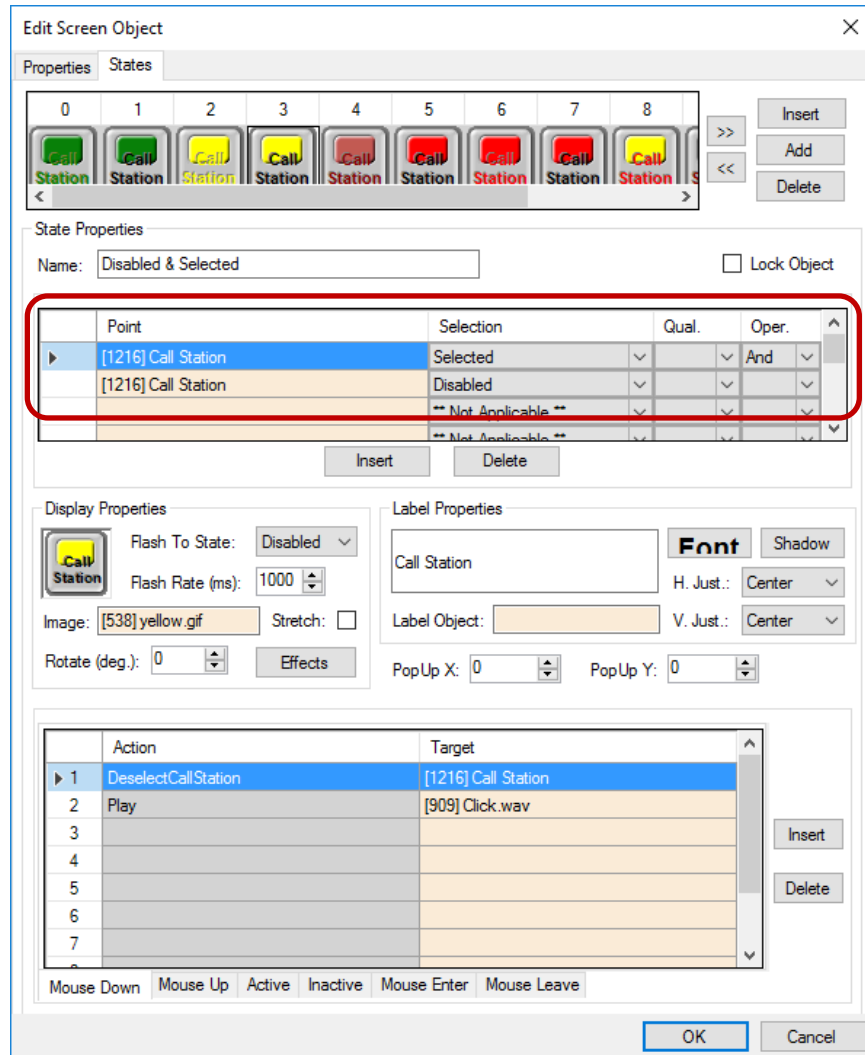 Edit Screen Object
Properties States
0 1 2 3 4 5 6 7 8
Call Call Call Call Call Call Call Call Call
Station Station Station Station Station Station Station Station Station S
>>
<<
Insert
Add
Delete
State Properties
Name: Disabled & Selected Lock Object
Point Selection Qual. Oper.
[1216] Call Station Selected And
[1216] Call Station Disabled
** Not Applicable **
** Not Applicable **
Insert Delete
Display Properties
Call
Station
Flash To State: Disabled
Flash Rate (ms): 1000
Image: [538] yellow.gif Stretch:
Rotate (deg.): 0 Effects
Label Properties
Call Station
Font Shadow
H. Just.: Center
Label Object: V. Just.: Center
PopUp X: 0 PopUp Y: 0
Action Target
1 DeselectCallStation [1216] Call Station
2 Play [909] Click.wav
3
4
5
6
7
Insert
Delete
Mouse Down Mouse Up Active Inactive Mouse Enter Mouse Leave
OK Cancel